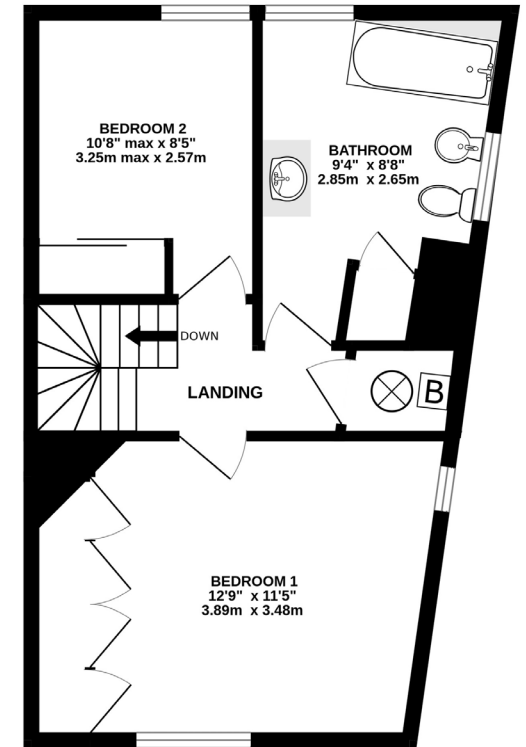 BEDROOM 2
10'8" max x 8'5"
3.25m max x 2.57m
BATHROOM
9'4" x 8'8"
2.85m x 2.65m
DOWN
LANDING
B
BEDROOM 1
12'9" x 11'5"
3.89m x 3.48m